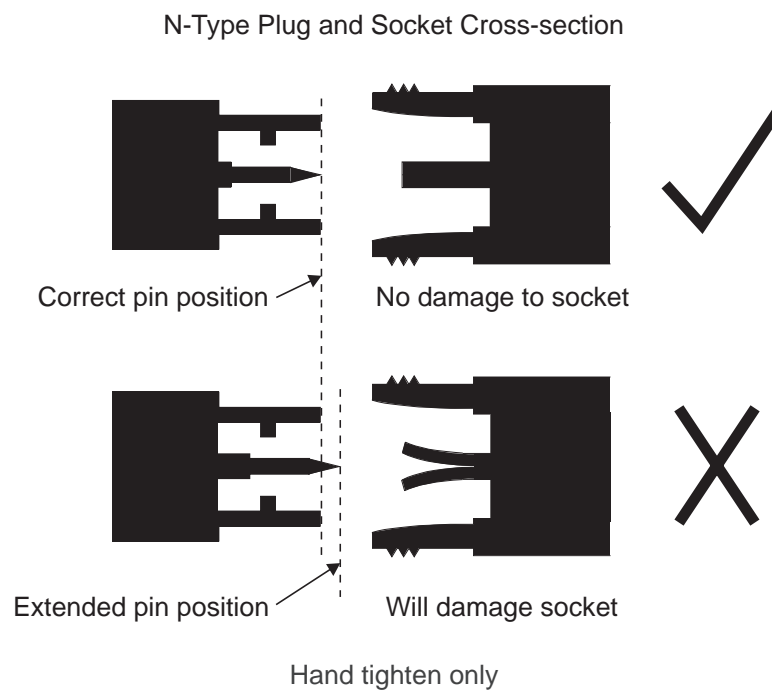 N-Type Plug and Socket Cross-section
Correct pin position
No damage to socket
Extended pin position
Will damage socket
Hand tighten only